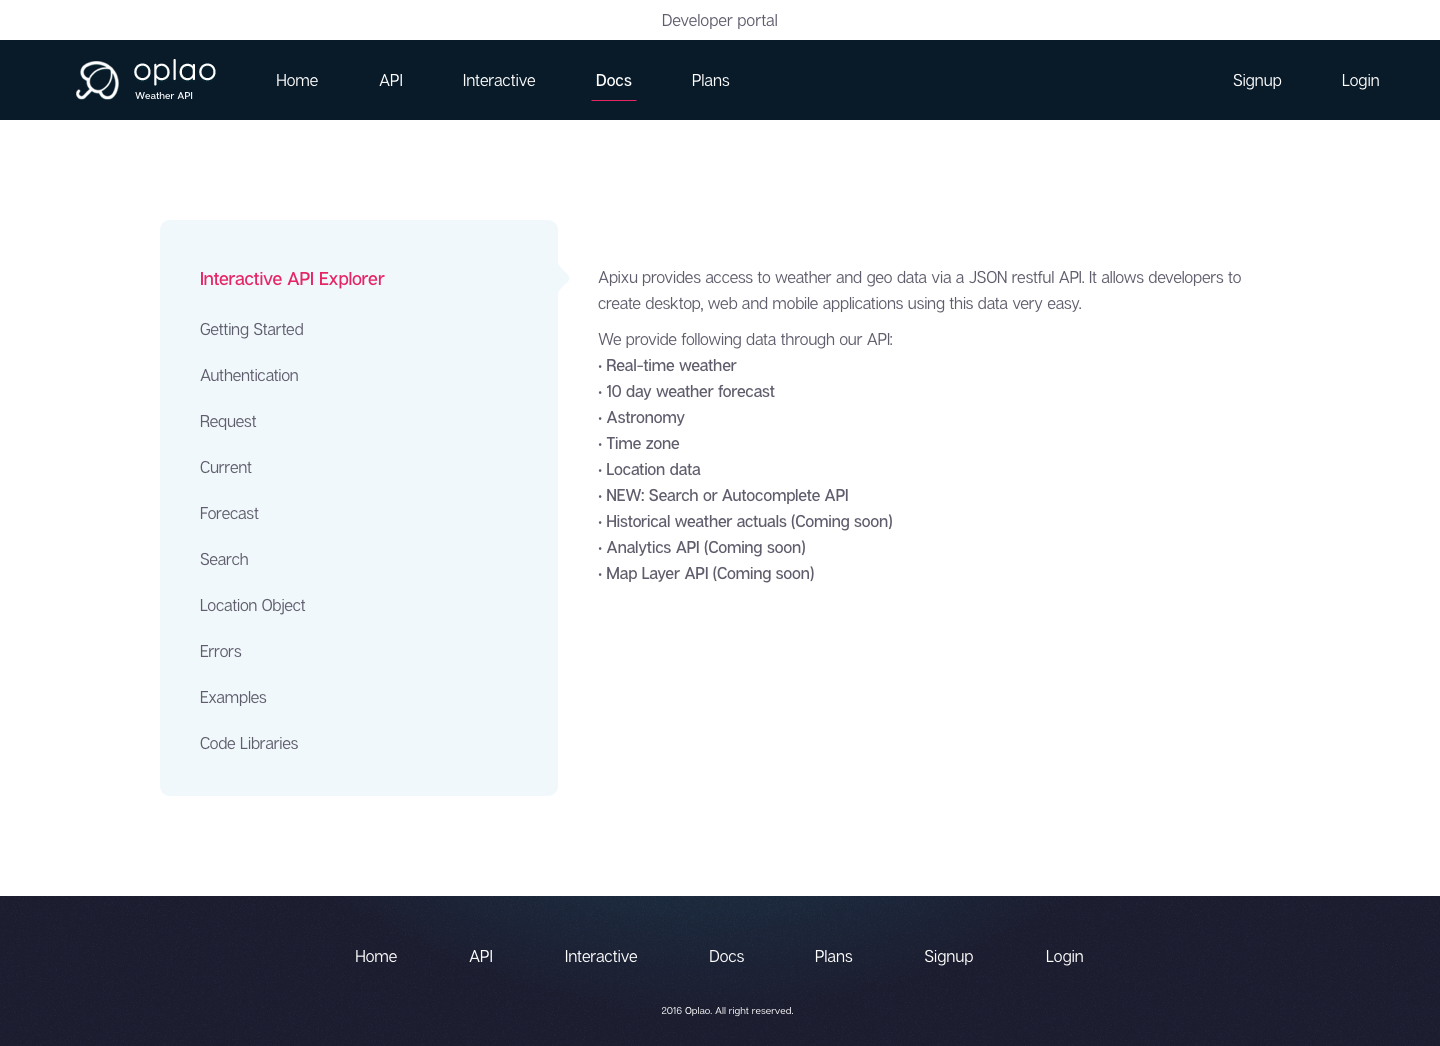 Developer portal
oplao
Weather API
Home
API
Interactive
Docs
Plans
Signup
Login
Interactive API Explorer
Getting Started
Authentication
Request
Current
Forecast
Search
Location Object
Errors
Examples
Code Libraries
Apixu provides access to weather and geo data via a JSON restful API. It allows developers to
create desktop, web and mobile applications using this data very easy.
We provide following data through our API:
• Real-time weather
• 10 day weather forecast
• Astronomy
• Time zone
• Location data
• NEW: Search or Autocomplete API
• Historical weather actuals (Coming soon)
• Analytics API (Coming soon)
• Map Layer API (Coming soon)
Home
API
Interactive
Docs
Plans
Signup
Login
2016 Oplao. All right reserved.